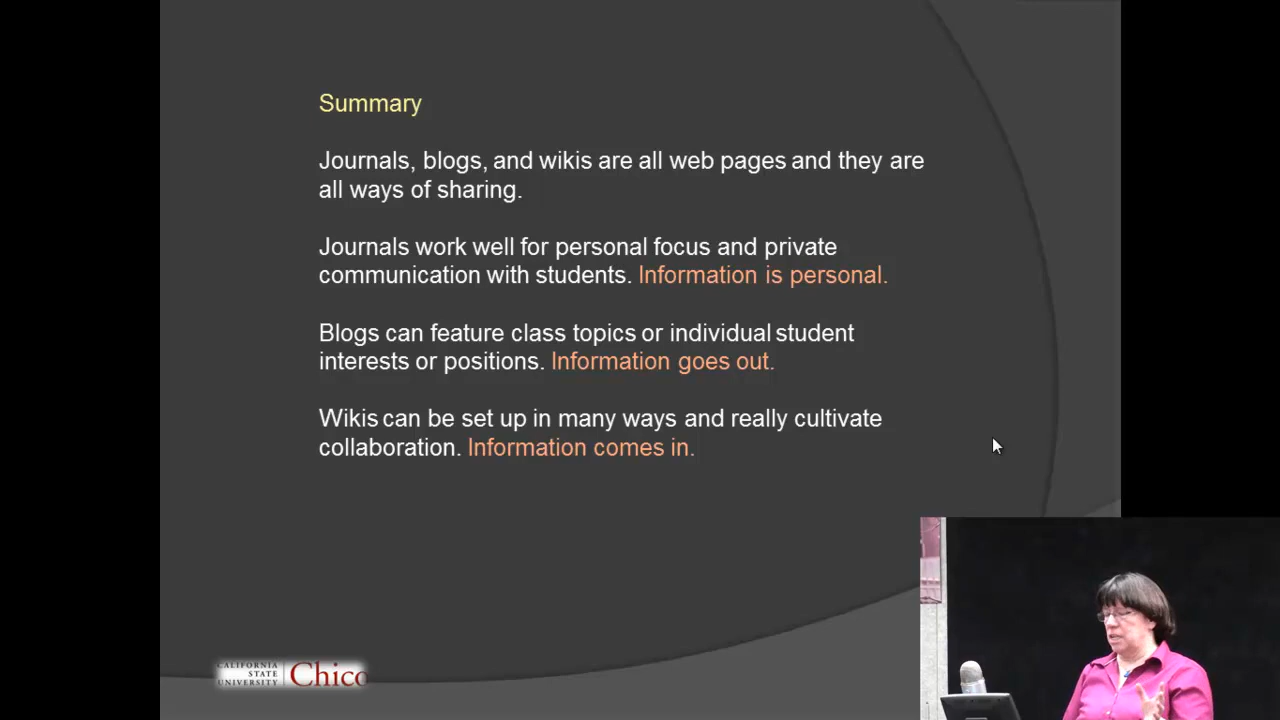 Summary
Journals, blogs, and wikis are all web pages and they are
all ways of sharing.
Journals work well for personal focus and private
communication with students. Information is personal.
Blogs can feature class topics or individual student
interests or positions. Information goes out.
Wikis can be set up in many ways and really cultivate
collaboration. Information comes in.
CALIFORNIA
STATE
UNIVERSITY
Chico